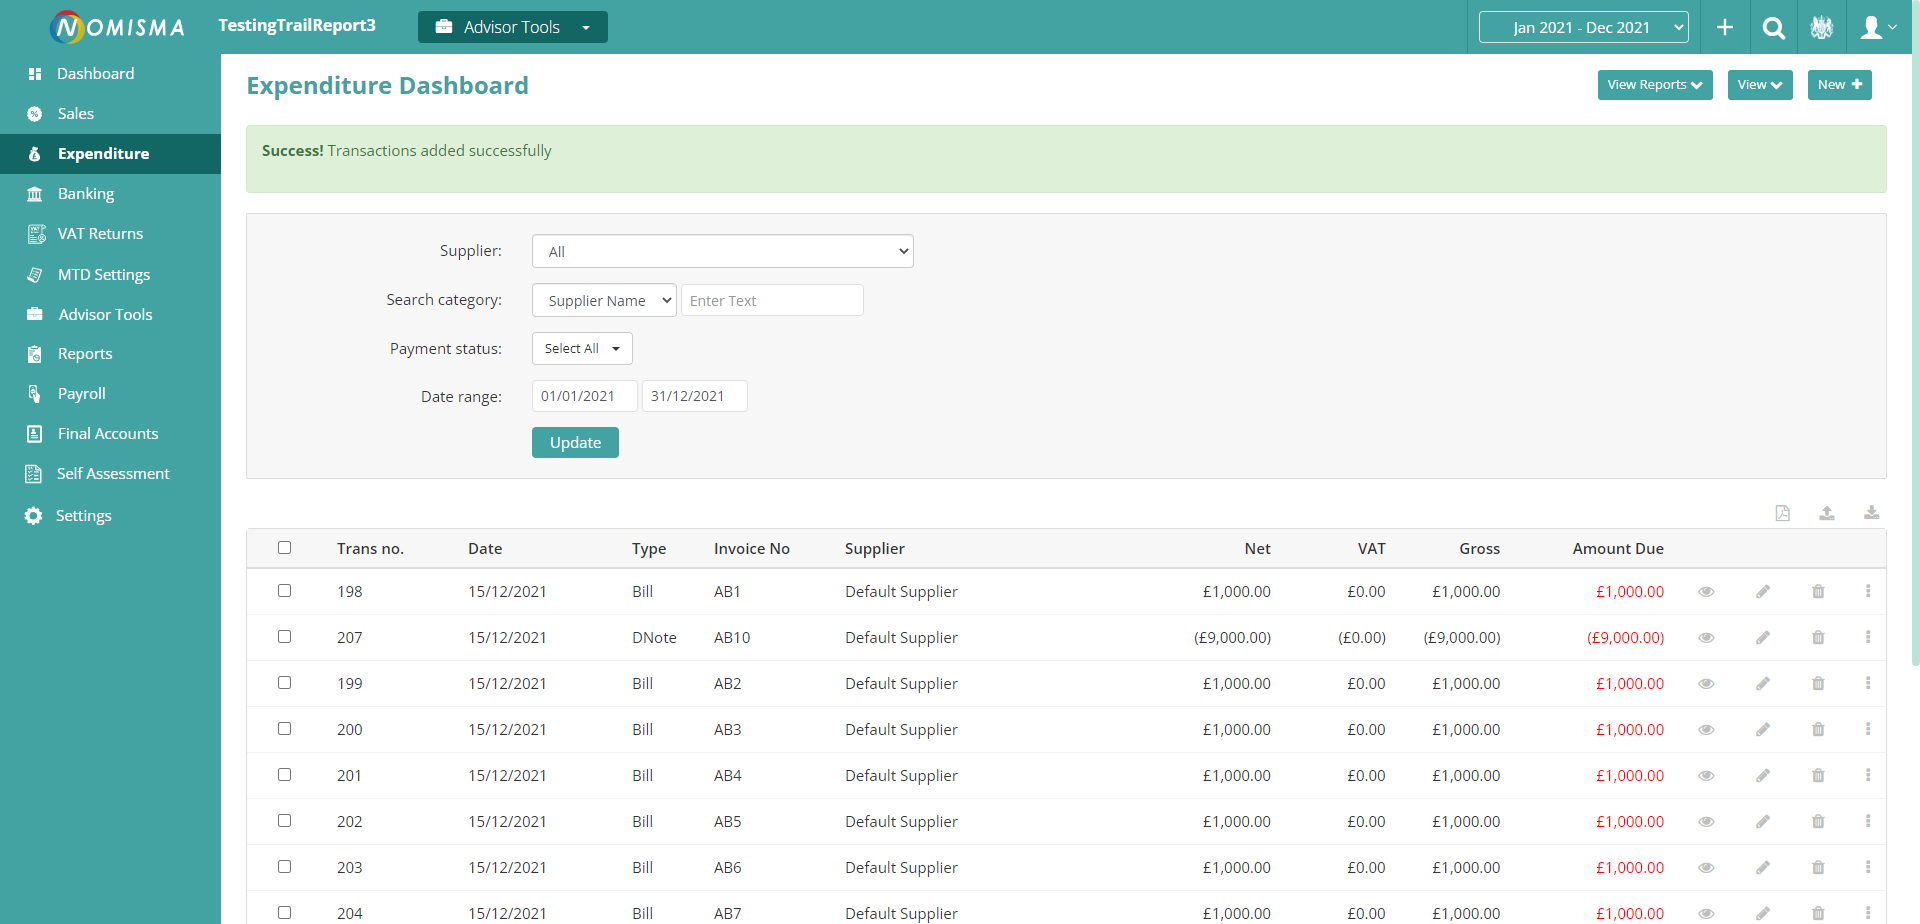 NOMISMA TestingTrailReport3 Advisor Tools Jan 2021 - Dec 2021
Dashboard
Sales
Expenditure
Banking
VAT Returns
MTD Settings
Advisor Tools
Reports
Payroll
Final Accounts
Self Assessment
Settings
Expenditure Dashboard View Reports View New
Success! Transactions added successfully
Supplier: All
Search category: Supplier Name Enter Text
Payment status: Select All
Date range: 01/01/2021 31/12/2021
Update
Trans no. Date Type Invoice No Supplier Net VAT Gross Amount Due
198 15/12/2021 Bill AB1 Default Supplier £1,000.00 £0.00 £1,000.00 £1,000.00
207 15/12/2021 DNote AB10 Default Supplier (£9,000.00) (£0.00) (£9,000.00) (£9,000.00)
199 15/12/2021 Bill AB2 Default Supplier £1,000.00 £0.00 £1,000.00 £1,000.00
200 15/12/2021 Bill AB3 Default Supplier £1,000.00 £0.00 £1,000.00 £1,000.00
201 15/12/2021 Bill AB4 Default Supplier £1,000.00 £0.00 £1,000.00 £1,000.00
202 15/12/2021 Bill AB5 Default Supplier £1,000.00 £0.00 £1,000.00 £1,000.00
203 15/12/2021 Bill AB6 Default Supplier £1,000.00 £0.00 £1,000.00 £1,000.00
204 15/12/2021 Bill AB7 Default Supplier £1,000.00 £0.00 £1,000.00 £1,000.00